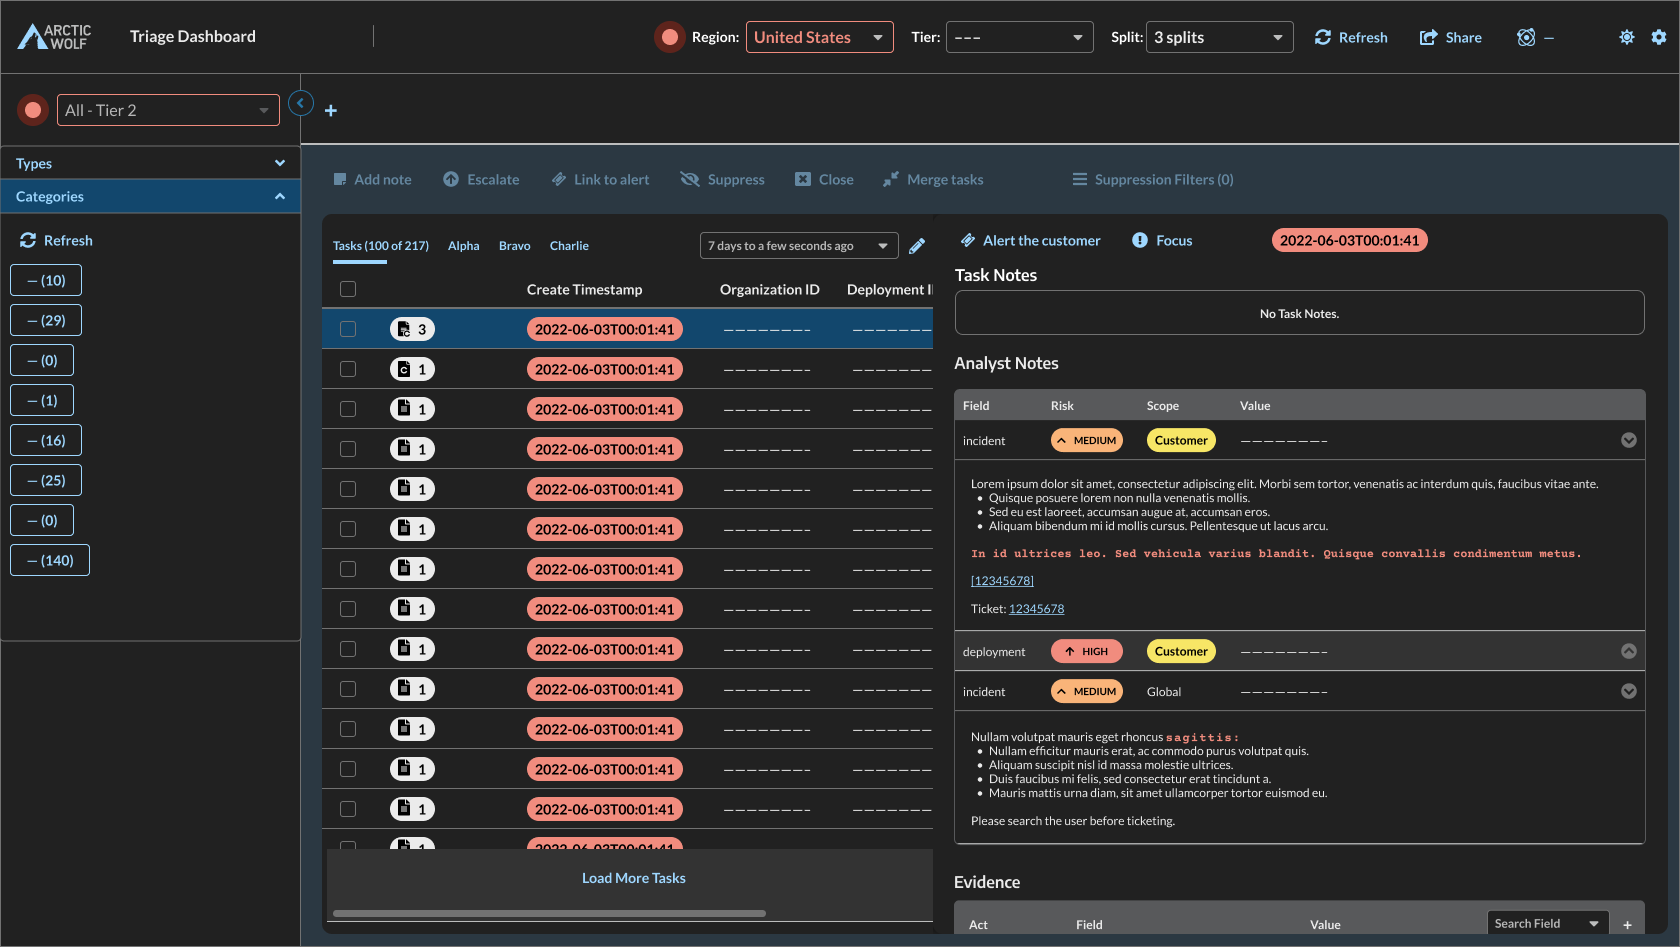 ARCTIC
WOLF
Triage Dashboard
Region: United States
Tier: ---
Split: 3 splits
Refresh
Share
—
All - Tier 2
+
Types
Categories
Refresh
— (10)
— (29)
— (0)
— (1)
— (16)
— (25)
— (0)
— (140)
Add note
Escalate
Link to alert
Suppress
Close
Merge tasks
Suppression Filters (0)
Tasks (100 of 217)
Alpha
Bravo
Charlie
7 days to a few seconds ago
Create Timestamp Organization ID Deployment I
3 2022-06-03T00:01:41 ———————– ———————
1 2022-06-03T00:01:41 ———————– ———————
1 2022-06-03T00:01:41 ———————– ———————
1 2022-06-03T00:01:41 ———————– ———————
1 2022-06-03T00:01:41 ———————– ———————
1 2022-06-03T00:01:41 ———————– ———————
1 2022-06-03T00:01:41 ———————– ———————
1 2022-06-03T00:01:41 ———————– ———————
1 2022-06-03T00:01:41 ———————– ———————
1 2022-06-03T00:01:41 ———————– ———————
1 2022-06-03T00:01:41 ———————– ———————
1 2022-06-03T00:01:41 ———————– ———————
1 2022-06-03T00:01:41 ———————– ———————
1 2022-06-03T00:01:41
Load More Tasks
Alert the customer
Focus
2022-06-03T00:01:41
Task Notes
No Task Notes.
Analyst Notes
Field Risk Scope Value
incident MEDIUM Customer ———————–
Lorem ipsum dolor sit amet, consectetur adipiscing elit. Morbi sem tortor, venenatis ac interdum quis, faucibus vitae ante.
• Quisque posuere lorem non nulla venenatis mollis.
• Sed eu est laoreet, accumsan augue at, accumsan eros.
• Aliquam bibendum mi id mollis cursus. Pellentesque ut lacus arcu.
In id ultrices leo. Sed vehicula varius blandit. Quisque convallis condimentum metus.
[12345678]
Ticket: 12345678
deployment HIGH Customer ———————–
incident MEDIUM Global ———————–
Nullam volutpat mauris eget rhoncus sagittis:
• Nullam efficitur mauris erat, ac commodo purus volutpat quis.
• Aliquam suscipit nisl id massa molestie ultrices.
• Duis faucibus mi felis, sed consectetur erat tincidunt a.
• Mauris mattis urna diam, sit amet ullamcorper tortor euismod eu.
Please search the user before ticketing.
Evidence
Act Field Value Search Field +